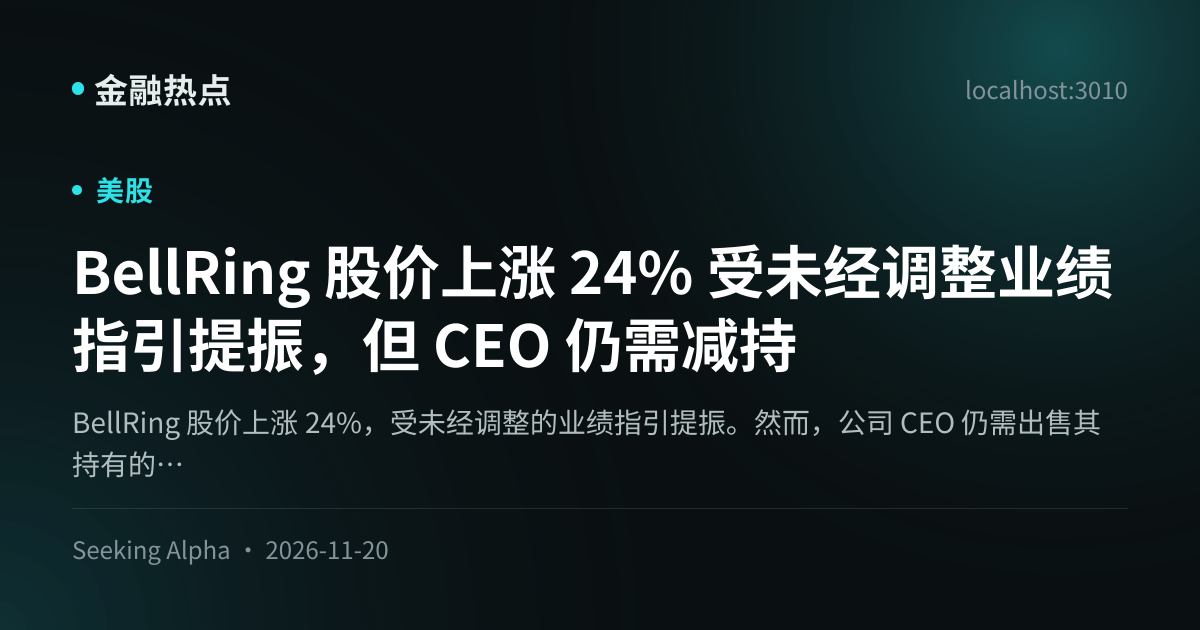 金融热点
localhost:3010
美股
BellRing 股价上涨 24% 受未经调整业绩
指引提振，但 CEO 仍需减持
BellRing 股价上涨 24%，受未经调整的业绩指引提振。然而，公司 CEO 仍需出售其
持有的…
Seeking Alpha · 2026-11-20